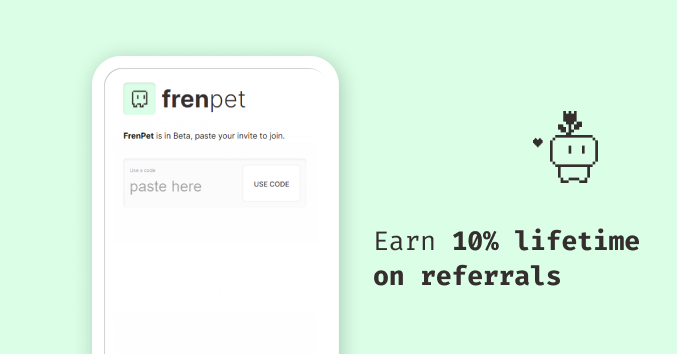 frenpet
FrenPet is in Beta, paste your invite to join.
Use a code
paste here
USE CODE
Earn 10% lifetime
on referrals